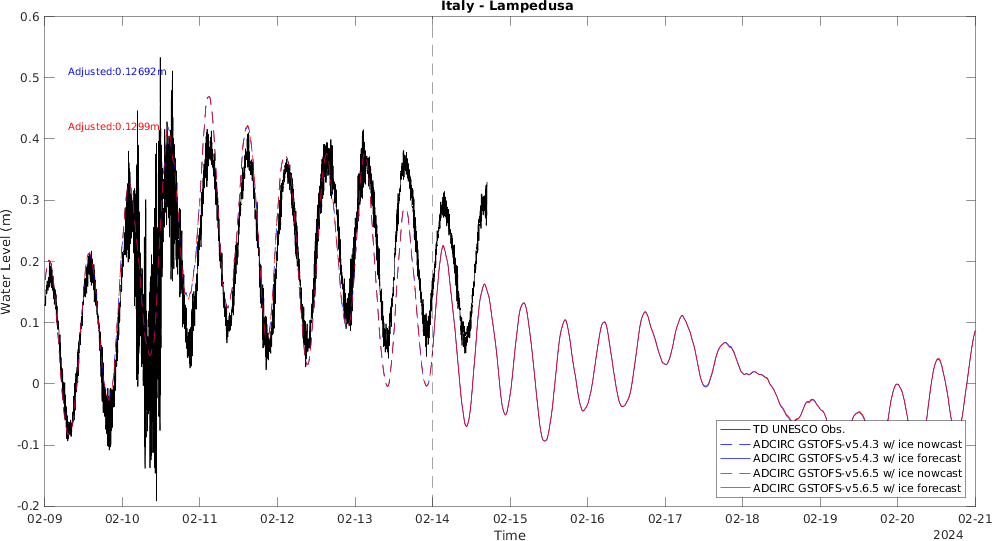 Italy - Lampedusa
0.6
0.5
0.4
0.3
0.2
0.1
0
-0.1
-0.2
Water Level (m)
Adjusted:0.12692m
Adjusted:0.1299m
TD UNESCO Obs.
ADCIRC GSTOFS-v5.4.3 w/ ice nowcast
ADCIRC GSTOFS-v5.4.3 w/ ice forecast
ADCIRC GSTOFS-v5.6.5 w/ ice nowcast
ADCIRC GSTOFS-v5.6.5 w/ ice forecast
02-09 02-10 02-11 02-12 02-13 02-14 02-15 02-16 02-17 02-18 02-19 02-20 02-21
Time
2024